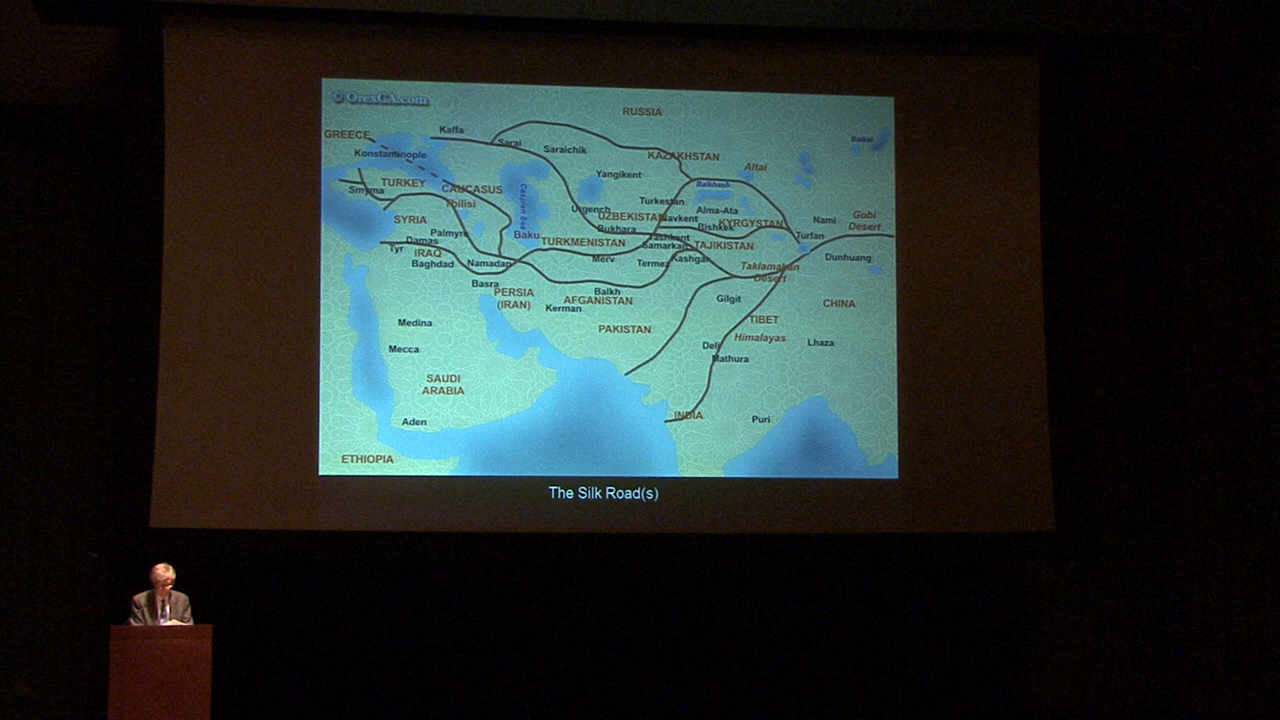 © OrexCA.com
RUSSIA
GREECE
Kaffa
Sarai
Saraichik
Baikal
Konstantinople
KAZAKHSTAN
Altai
Yangikent
Smyrna
TURKEY
CAUCASUS
Caspian Sea
Balkhash
Tbilisi
Turkestan
Urgench
Alma-Ata
SYRIA
UZBEKISTAN
Navkent
Nami
Gobi
Desert
KYRGYSTAN
Bishkek
Palmyre
Baku
Bukhara
Tashkent
Turfan
Tyr
Damas
TURKMENISTAN
Samarkan
TAJIKISTAN
IRAQ
Baghdad
Namadan
Merv
Termez
Kashgar
Taklamakan
Desert
Dunhuang
Basra
PERSIA
(IRAN)
Balkh
AFGANISTAN
Kerman
Gilgit
CHINA
Medina
PAKISTAN
TIBET
Himalayas
Mecca
Deli
Mathura
Lhaza
SAUDI
ARABIA
Aden
INDIA
Puri
ETHIOPIA
The Silk Road(s)